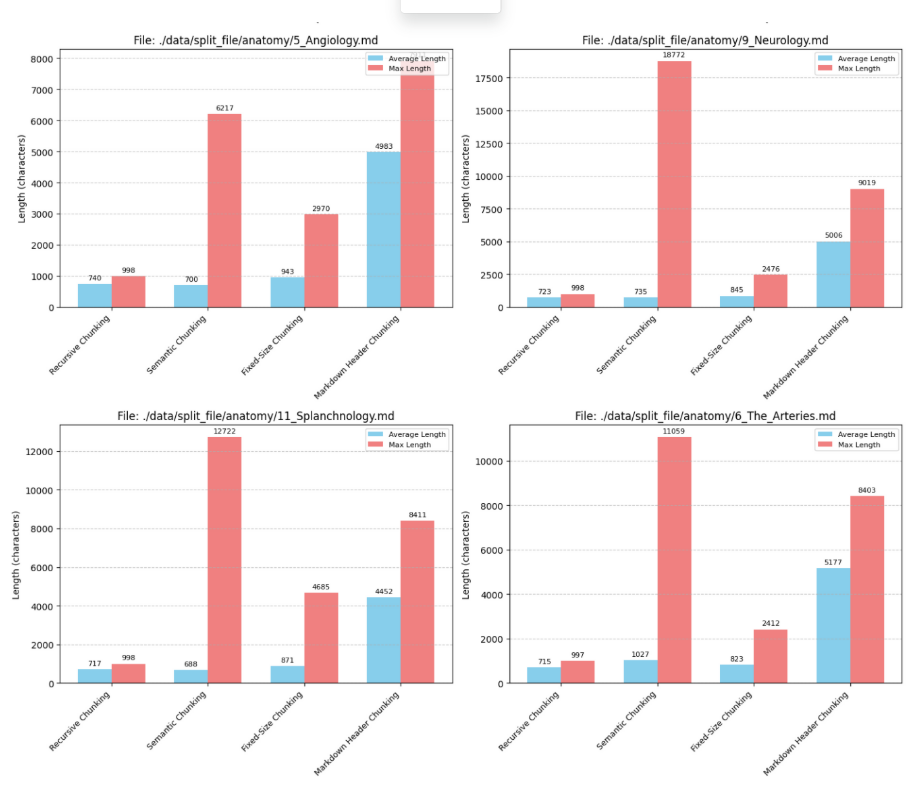 File: ./data/split_file/anatomy/5_Angiology.md
Length (characters)
8000
7000
6000
5000
4000
3000
2000
1000
0
Average Length
Max Length
740
998
700
6217
943
2970
4983
Recursive Chunking
Semantic Chunking
Fixed-Size Chunking
Markdown Header Chunking
File: ./data/split_file/anatomy/9_Neurology.md
Length (characters)
17500
15000
12500
10000
7500
5000
2500
0
Average Length
Max Length
723
998
735
18772
845
2476
5006
9019
Recursive Chunking
Semantic Chunking
Fixed-Size Chunking
Markdown Header Chunking
File: ./data/split_file/anatomy/11_Splanchnology.md
Length (characters)
12000
10000
8000
6000
4000
2000
0
Average Length
Max Length
717
998
688
12722
871
4685
4452
8411
Recursive Chunking
Semantic Chunking
Fixed-Size Chunking
Markdown Header Chunking
File: ./data/split_file/anatomy/6_The_Arteries.md
Length (characters)
10000
8000
6000
4000
2000
0
Average Length
Max Length
715
997
1027
11059
823
2412
5177
8403
Recursive Chunking
Semantic Chunking
Fixed-Size Chunking
Markdown Header Chunking